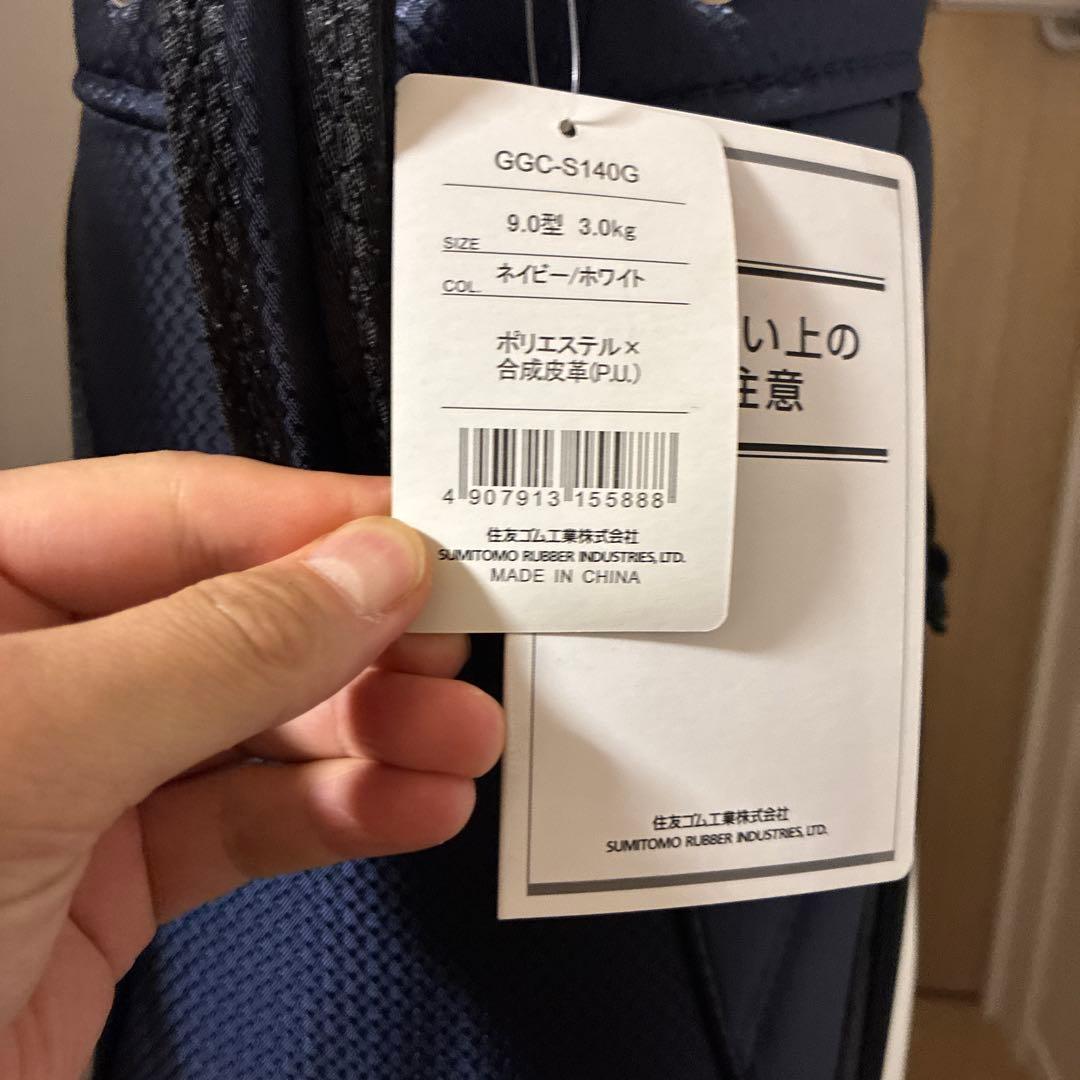 GGC-S140G
SIZE 9.0型 3.0kg
COL. ネイビー/ホワイト
ポリエステル×
合成皮革(P.U.)
4 907913 155888
住友ゴム工業株式会社
SUMITOMO RUBBER INDUSTRIES, LTD.
MADE IN CHINA
い上の
注意
住友ゴム工業株式会社
SUMITOMO RUBBER INDUSTRIES, LTD.